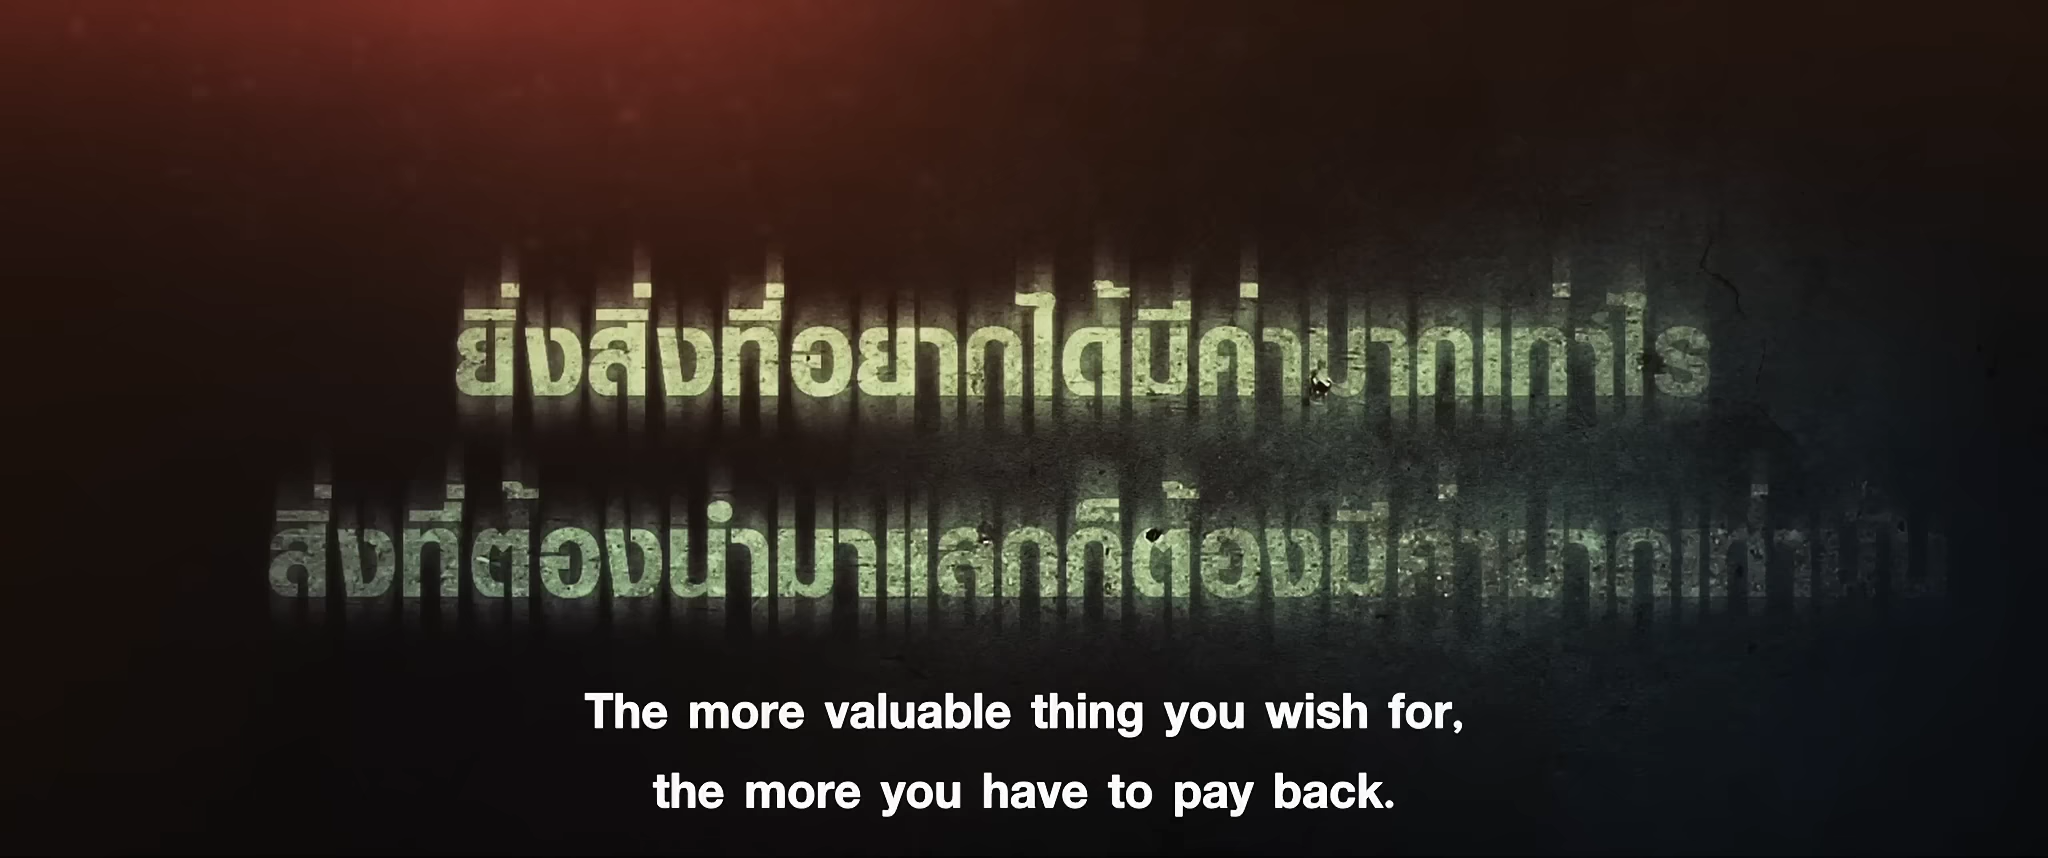 ยิ่งสิ่งที่อยากได้มีค่ามากเท่าไร
สิ่งที่ต้องนำมาแลกก็ต้องมีค่ามากเท่านั้น
The more valuable thing you wish for,
the more you have to pay back.